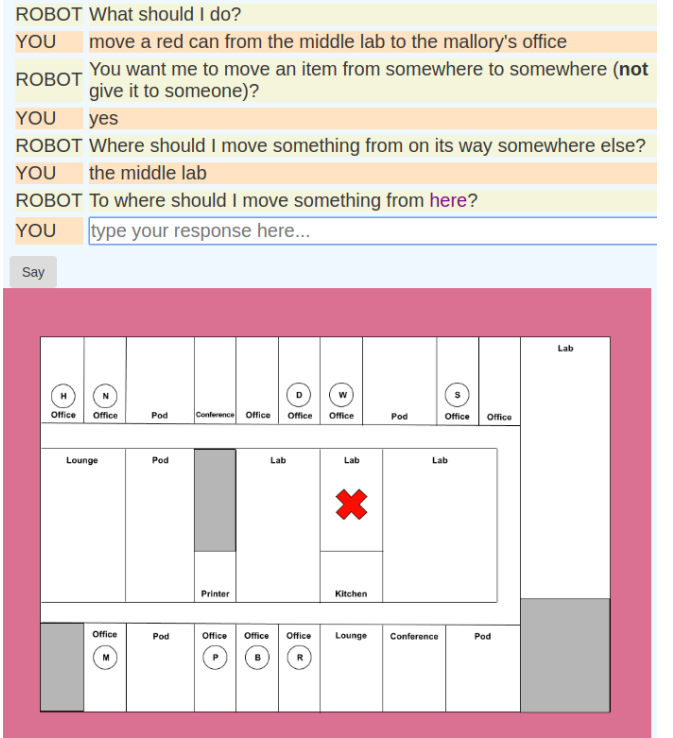 ROBOT What should I do?
YOU move a red can from the middle lab to the mallory's office
ROBOT You want me to move an item from somewhere to somewhere (not
give it to someone)?
YOU yes
ROBOT Where should I move something from on its way somewhere else?
YOU the middle lab
ROBOT To where should I move something from here?
YOU type your response here...
Say
Lab
H N D W S
Office Office Pod Conference Office Office Office Pod Office Office
Lounge Pod Lab Lab Lab
Printer Kitchen
Office Pod Office Office Office Lounge Conference Pod
M P B R